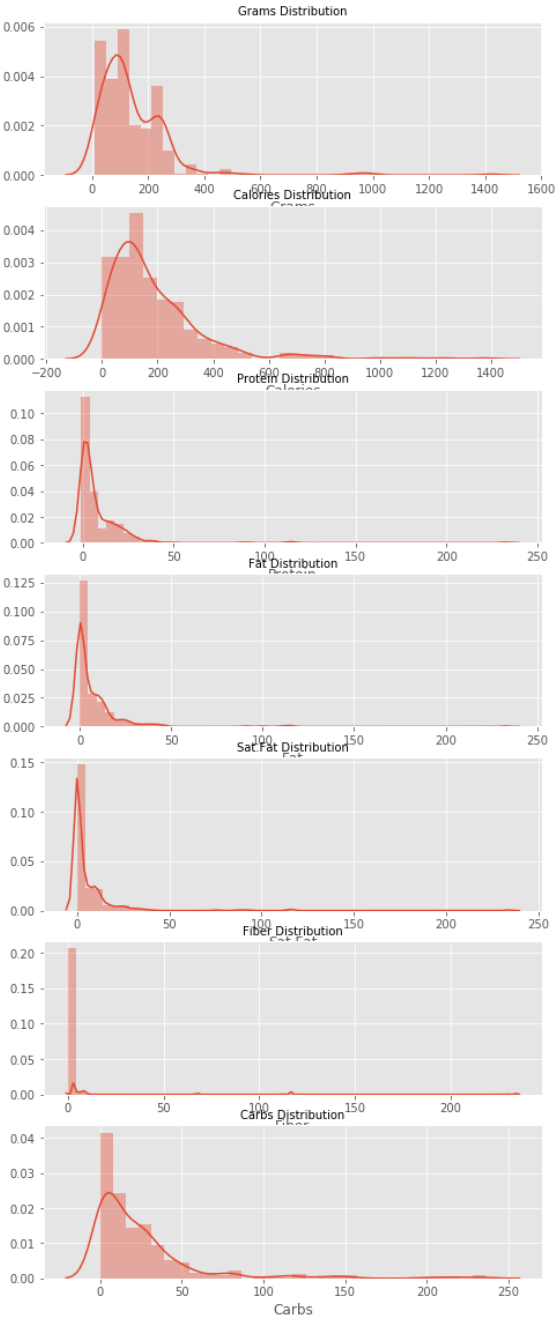 Grams Distribution
0.006
0.004
0.002
0.000
0 200 400 600 800 1000 1200 1400 1600
Grams
Calories Distribution
0.004
0.003
0.002
0.001
0.000
−200 0 200 400 600 800 1000 1200 1400
Calories
Protein Distribution
0.10
0.08
0.06
0.04
0.02
0.00
0 50 100 150 200 250
Protein
Fat Distribution
0.125
0.100
0.075
0.050
0.025
0.000
0 50 100 150 200 250
Fat
Sat.Fat Distribution
0.15
0.10
0.05
0.00
0 50 100 150 200 250
Sat.Fat
Fiber Distribution
0.20
0.15
0.10
0.05
0.00
0 50 100 150 200
Fiber
Carbs Distribution
0.04
0.03
0.02
0.01
0.00
0 50 100 150 200 250
Carbs